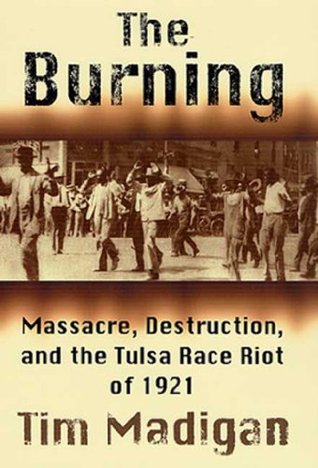 The
Burning
Massacre, Destruction,
and the Tulsa Race Riot
of 1921
Tim Madigan